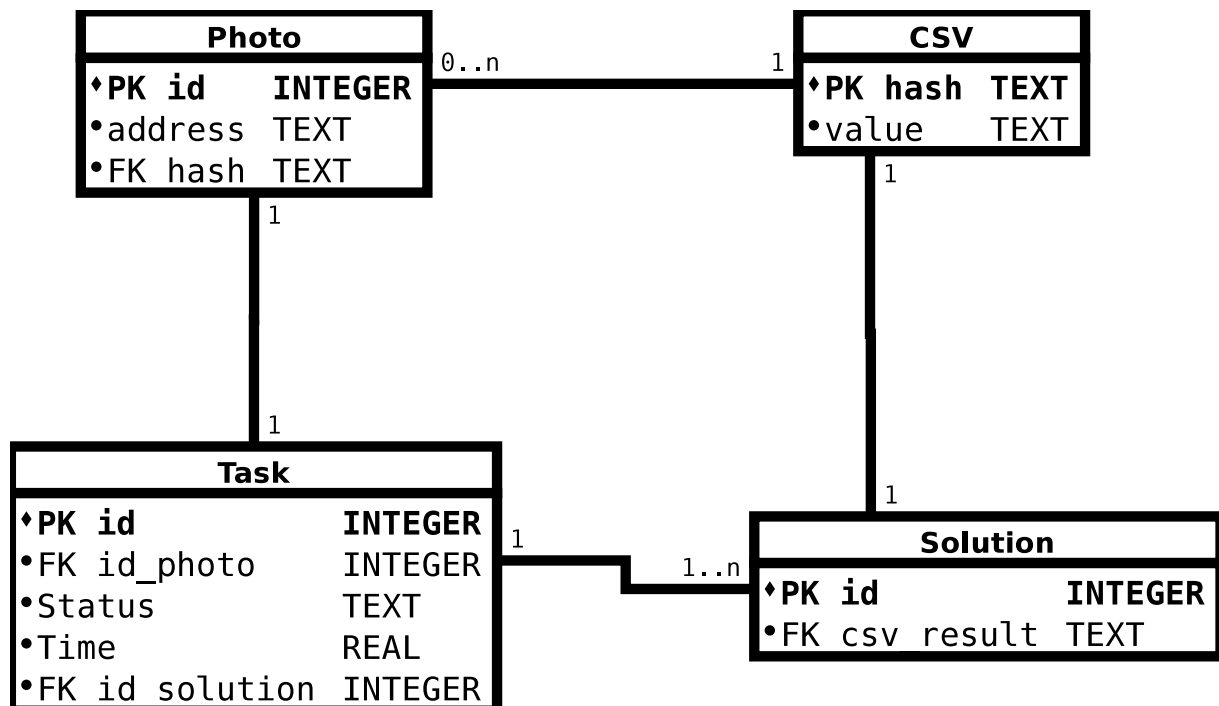 Photo
PK id INTEGER
address TEXT
FK hash TEXT
0..n
1
CSV
PK hash TEXT
value TEXT
1
1
1
1
Task
PK id INTEGER
FK id_photo INTEGER
Status TEXT
Time REAL
FK id_solution INTEGER
1
1..n
Solution
PK id INTEGER
FK csv_result TEXT